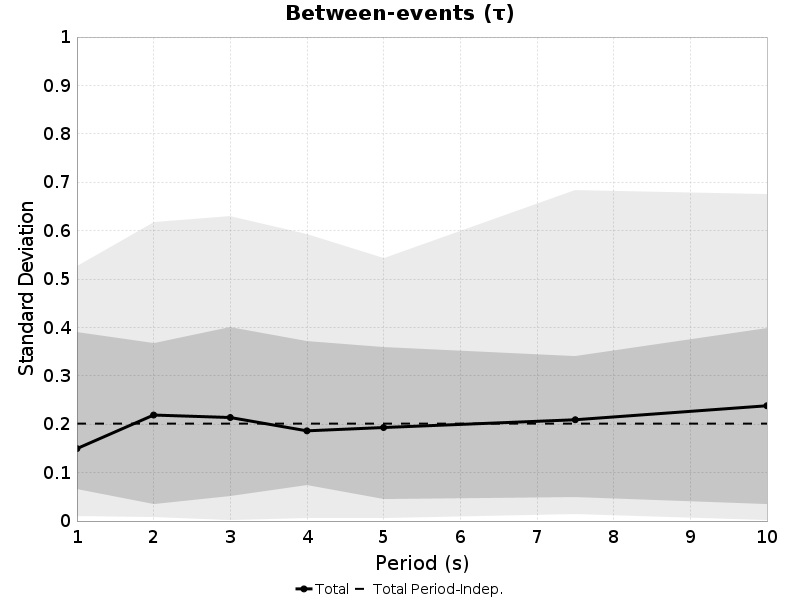 Between-events (τ)
Standard Deviation
1
0.9
0.8
0.7
0.6
0.5
0.4
0.3
0.2
0.1
0
1 2 3 4 5 6 7 8 9 10
Period (s)
Total Total Period-Indep.